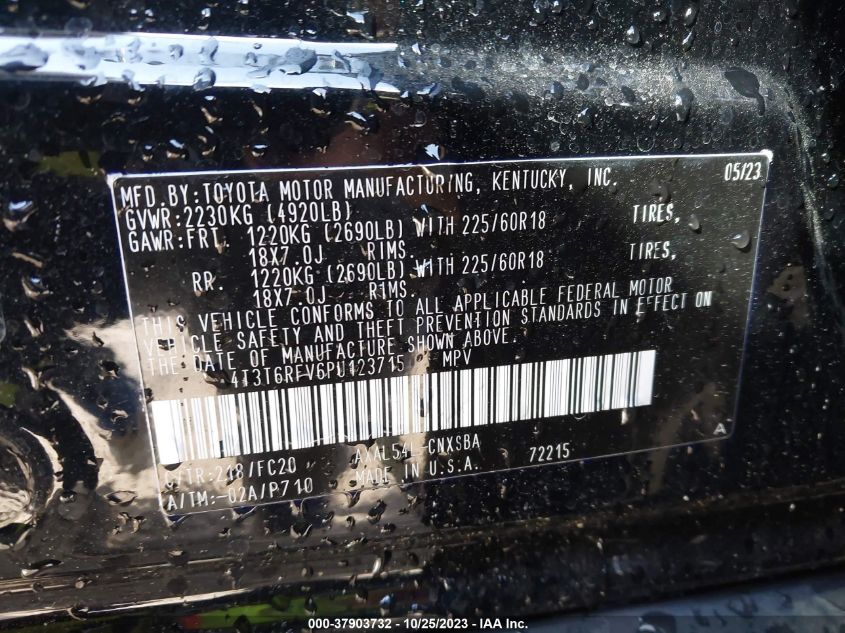 05/23
MFD.BY:TOYOTA MOTOR MANUFACTURING, KENTUCKY, INC.
GVWR:2230KG (4920LB)
GAWR:FRT. 1220KG (2690LB) WITH 225/60R18 TIRES,
18X7.0J RIMS.
RR. 1220KG (2690LB) WITH 225/60R18 TIRES,
18X7.0J RIMS.
THIS VEHICLE CONFORMS TO ALL APPLICABLE FEDERAL MOTOR
VEHICLE SAFETY AND THEFT PREVENTION STANDARDS IN EFFECT ON
THE DATE OF MANUFACTURE SHOWN ABOVE.
4T3T6RFV6PU123715 MPV
C/TR:218/FC20 AXAL54L-CNXSBA
A/TM:-02A/P710 MADE IN U.S.A. 72215
A
000-37903732 - 10/25/2023 - IAA Inc.